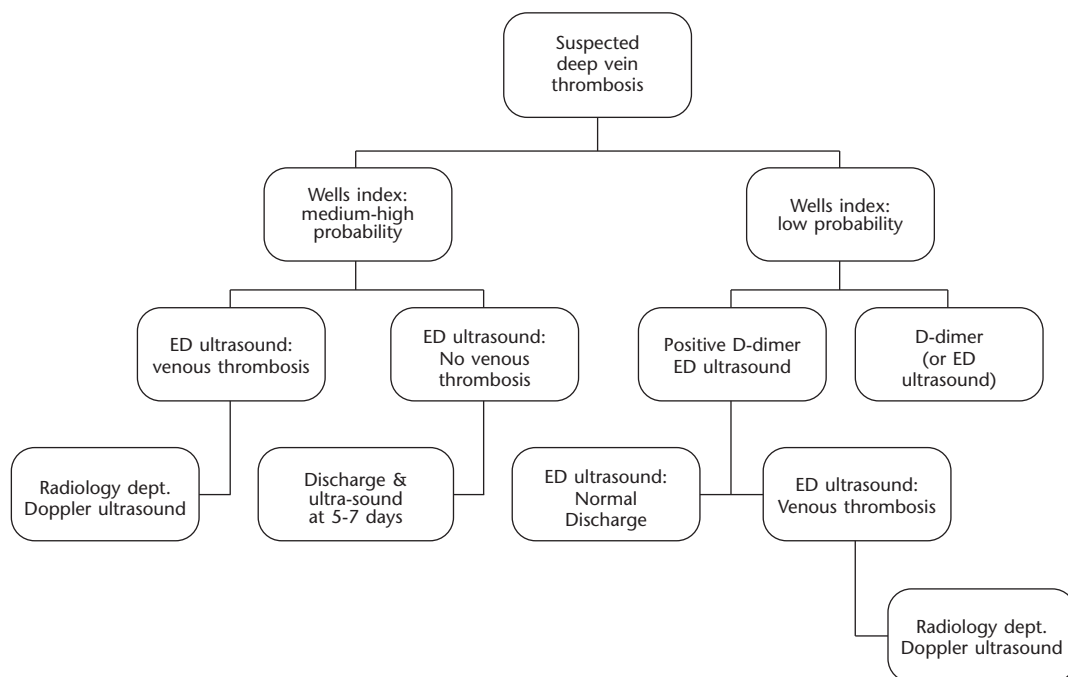 Suspected
deep vein
thrombosis
Wells index:
medium-high
probability
Wells index:
low probability
ED ultrasound:
venous thrombosis
ED ultrasound:
No venous
thrombosis
Positive D-dimer
ED ultrasound
D-dimer
(or ED
ultrasound)
Radiology dept.
Doppler ultrasound
Discharge &
ultra-sound
at 5-7 days
ED ultrasound:
Normal
Discharge
ED ultrasound:
Venous thrombosis
Radiology dept.
Doppler ultrasound